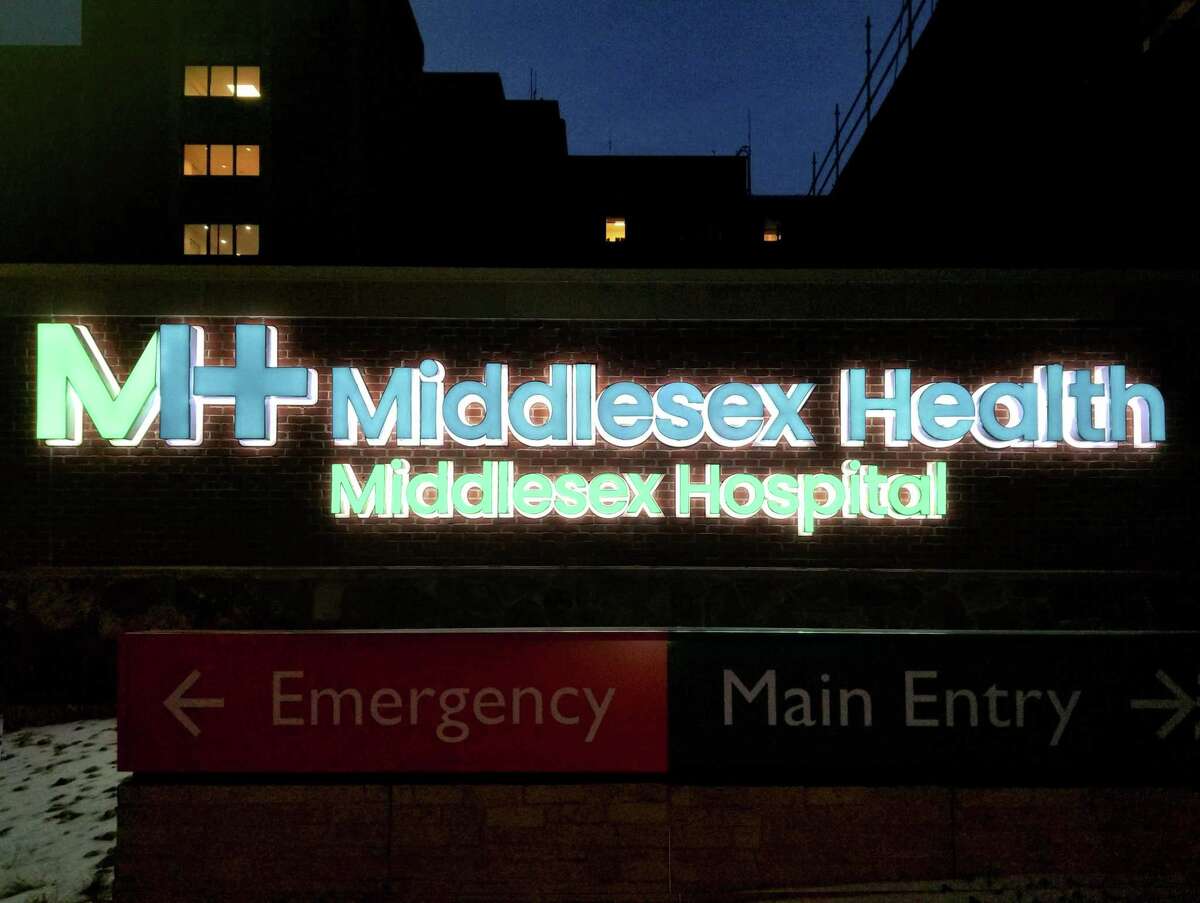 MH Middlesex Health
Middlesex Hospital
← Emergency Main Entry →